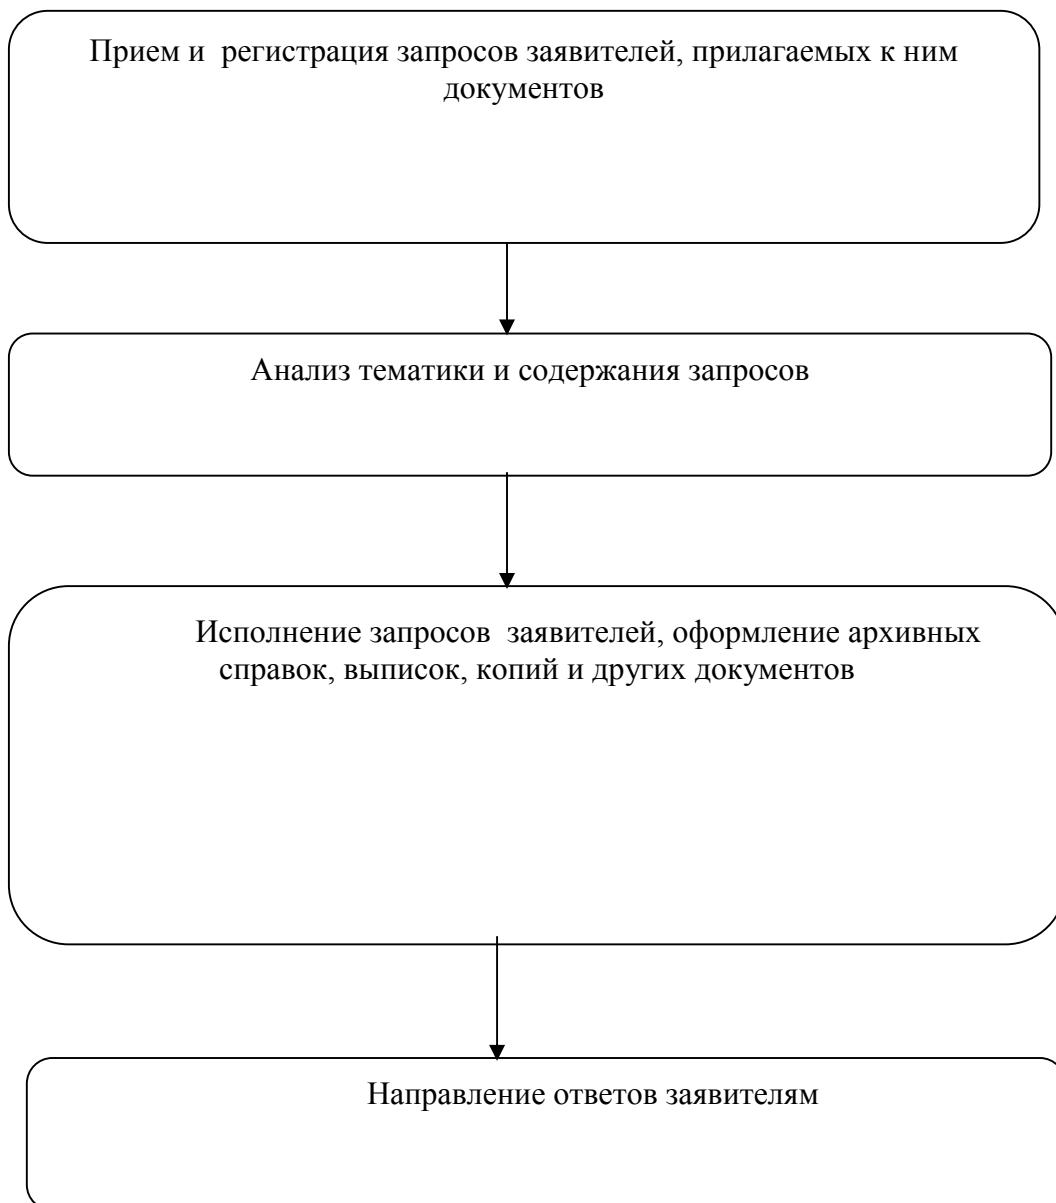 Прием и  регистрация запросов заявителей, прилагаемых к ним
документов
Анализ тематики и содержания запросов
Исполнение запросов  заявителей, оформление архивных
справок, выписок, копий и других документов
Направление ответов заявителям